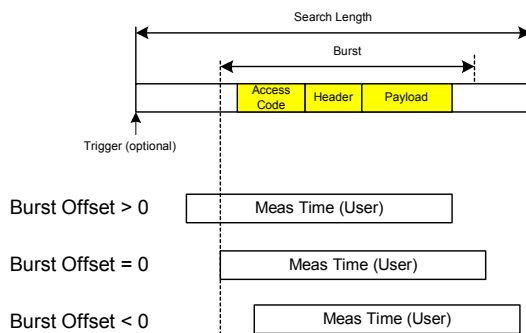 Search Length
Burst
Access Code Header Payload
Trigger (optional)
Burst Offset > 0 Meas Time (User)
Burst Offset = 0 Meas Time (User)
Burst Offset < 0 Meas Time (User)